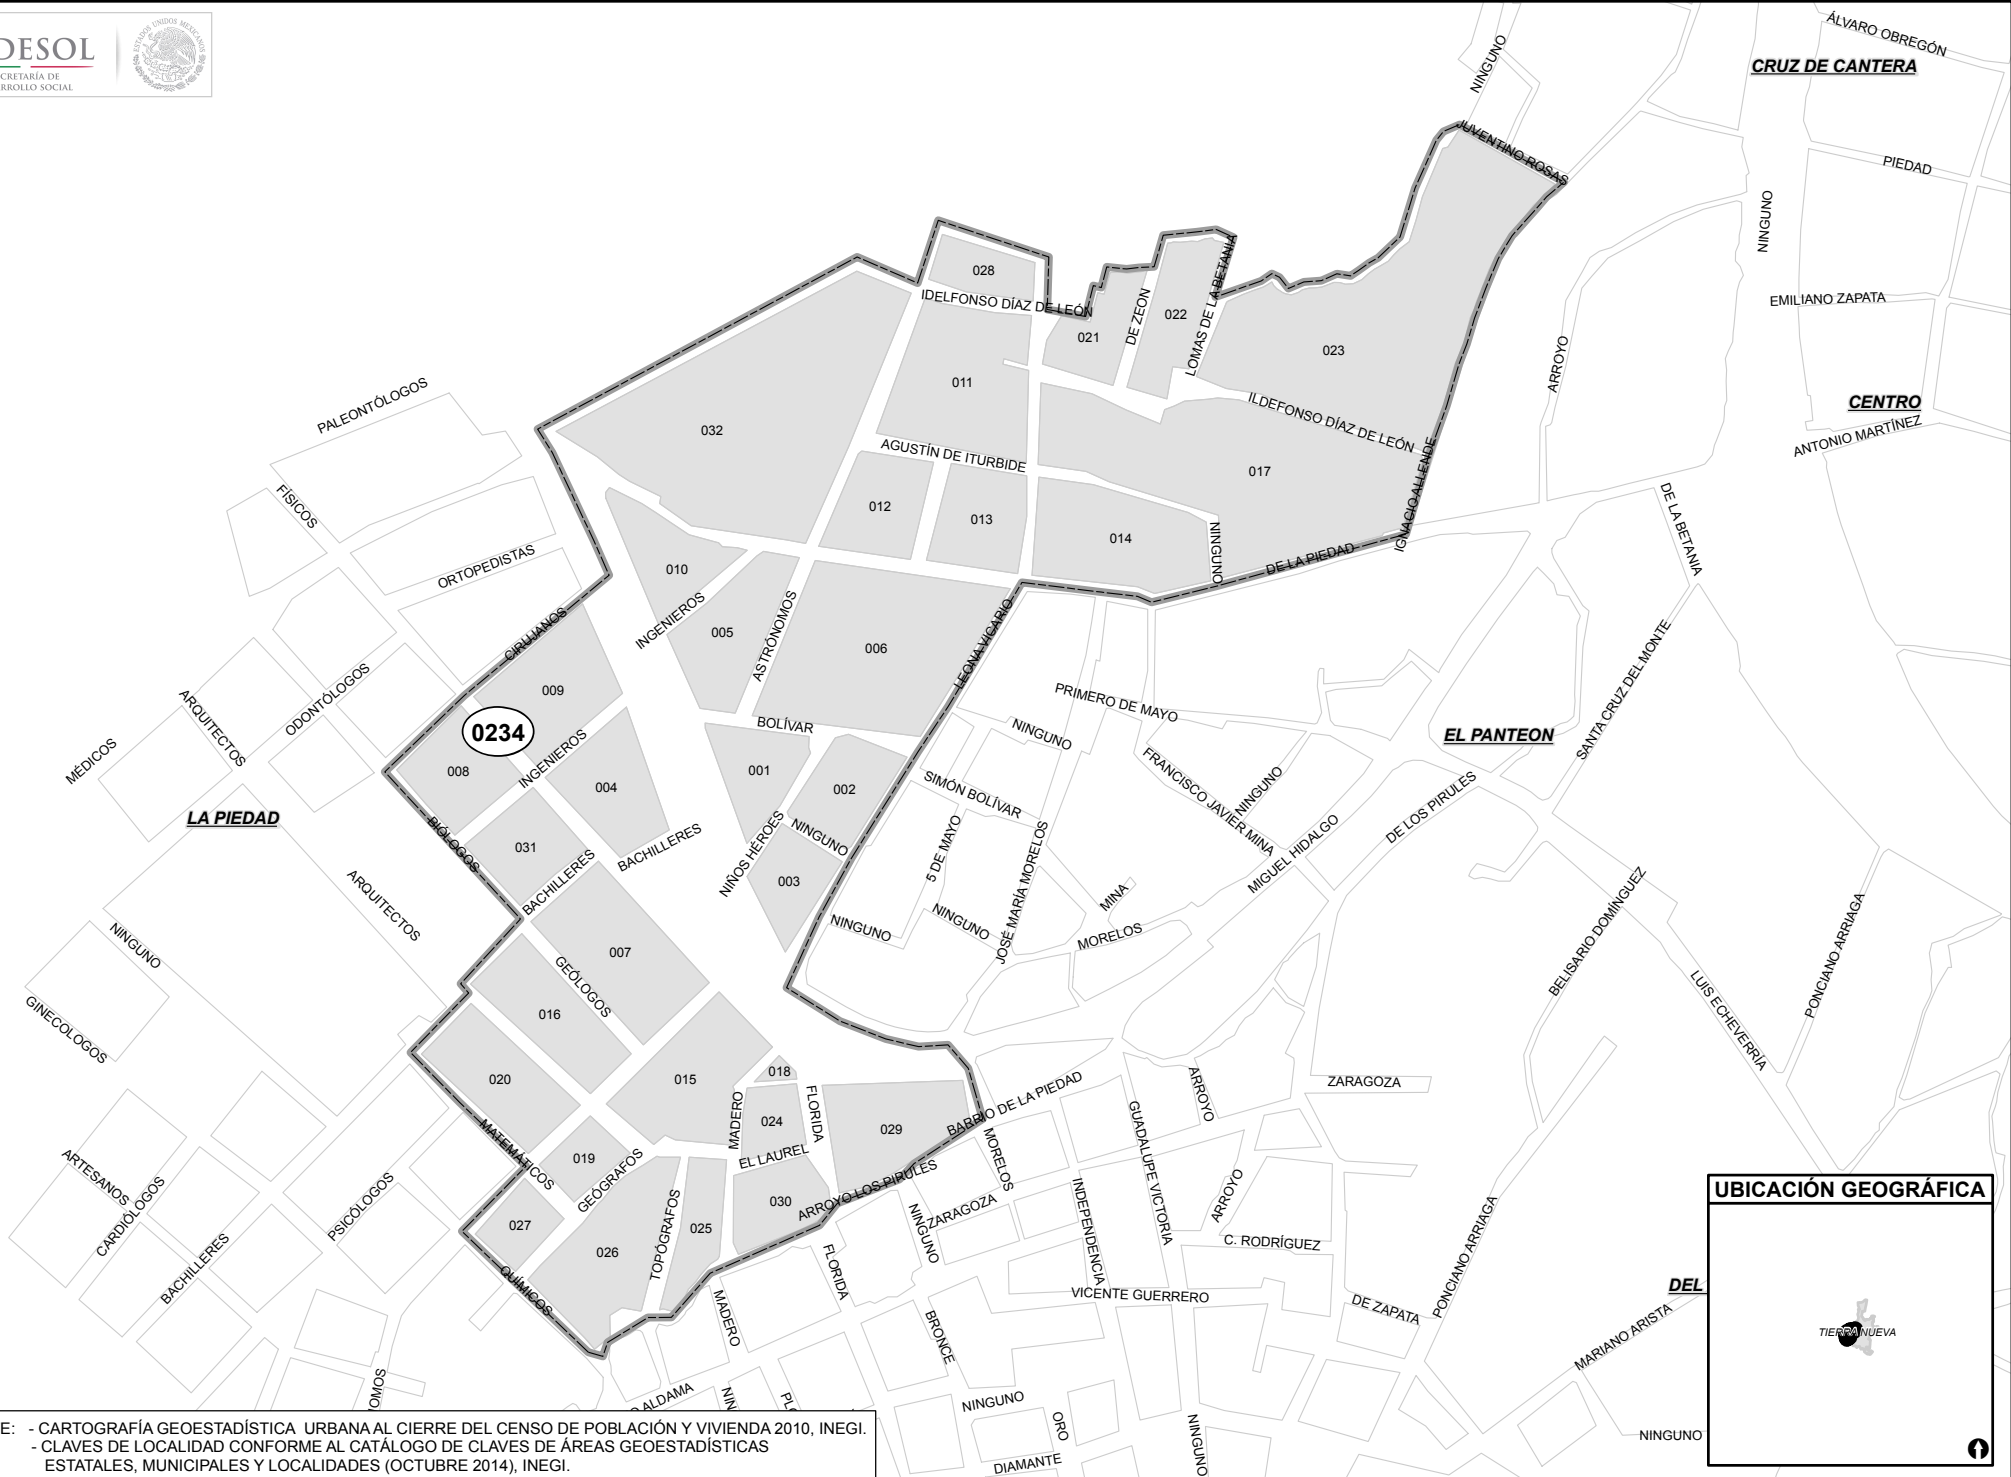 DESOL
CRETARÍA DE
RROLLO SOCIAL
ESTADOS UNIDOS MEXICANOS
ÁLVARO OBREGÓN
CRUZ DE CANTERA
NINGUNO
JUVENTINO ROSAS
PIEDAD
NINGUNO
028
IDELFONSO DÍAZ DE LEÓN
021
DE ZEON
022
LOMAS DE LA BETANIA
023
EMILIANO ZAPATA
ARROYO
CENTRO
ANTONIO MARTÍNEZ
PALEONTÓLOGOS
032
011
ILDEFONSO DÍAZ DE LEÓN
AGUSTÍN DE ITURBIDE
017
IGNACIO ALLENDE
FÍSICOS
012
013
014
NINGUNO
DE LA PIEDAD
DE LA BETANIA
ORTOPEDISTAS
010
INGENIEROS
005
ASTRÓNOMOS
006
LEONA VICARIO
CIRUJANOS
009
SANTA CRUZ DEL MONTE
ARQUITECTOS
ODONTÓLOGOS
MÉDICOS
0234
008
INGENIEROS
004
BOLÍVAR
001
002
PRIMERO DE MAYO
NINGUNO
EL PANTEON
FRANCISCO JAVIER MINA
NINGUNO
SIMÓN BOLÍVAR
DE LOS PIRULES
LA PIEDAD
BIÓLOGOS
031
BACHILLERES
BACHILLERES
NIÑOS HÉROES
NINGUNO
003
5 DE MAYO
JOSÉ MARÍA MORELOS
MIGUEL HIDALGO
MINA
ARQUITECTOS
NINGUNO
NINGUNO
NINGUNO
MORELOS
BELISARIO DOMÍNGUEZ
PONCIANO ARRIAGA
LUIS ECHEVERRÍA
007
GEÓLOGOS
016
GINECOLOGOS
020
015
018
MADERO
024
FLORIDA
029
BARRIO DE LA PIEDAD
ARROYO
ZARAGOZA
MATEMÁTICOS
019
GEÓGRAFOS
EL LAUREL
MORELOS
GUADALUPE VICTORIA
ARTESANOS
CARDIÓLOGOS
PSICÓLOGOS
BACHILLERES
027
026
TOPÓGRAFOS
025
030
ARROYO LOS PIRULES
NINGUNO
ZARAGOZA
INDEPENDENCIA
ARROYO
C. RODRÍGUEZ
PONCIANO ARRIAGA
QUÍMICOS
MADERO
FLORIDA
BRONCE
VICENTE GUERRERO
DE ZAPATA
DEL
MARIANO ARISTA
NINGUNO
UBICACIÓN GEOGRÁFICA
TIERRA NUEVA
OMOS
ALDAMA
NIN
NINGUNO
ORO
DIAMANTE
NINGUNO
E: - CARTOGRAFÍA GEOESTADÍSTICA URBANA AL CIERRE DEL CENSO DE POBLACIÓN Y VIVIENDA 2010, INEGI.
- CLAVES DE LOCALIDAD CONFORME AL CATÁLOGO DE CLAVES DE ÁREAS GEOESTADÍSTICAS
ESTATALES, MUNICIPALES Y LOCALIDADES (OCTUBRE 2014), INEGI.